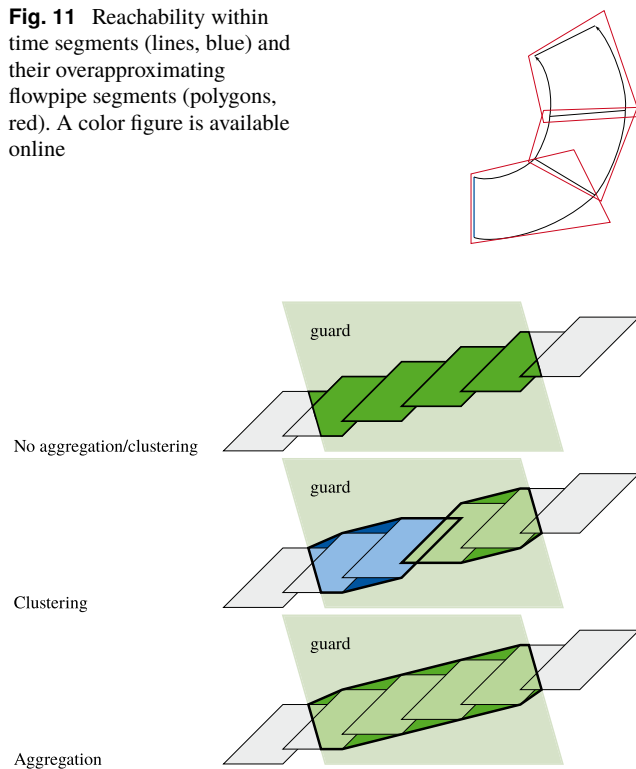 Fig. 11 Reachability within
time segments (lines, blue) and
their overapproximating
flowpipe segments (polygons,
red). A color figure is available
online
guard
No aggregation/clustering
guard
Clustering
guard
Aggregation